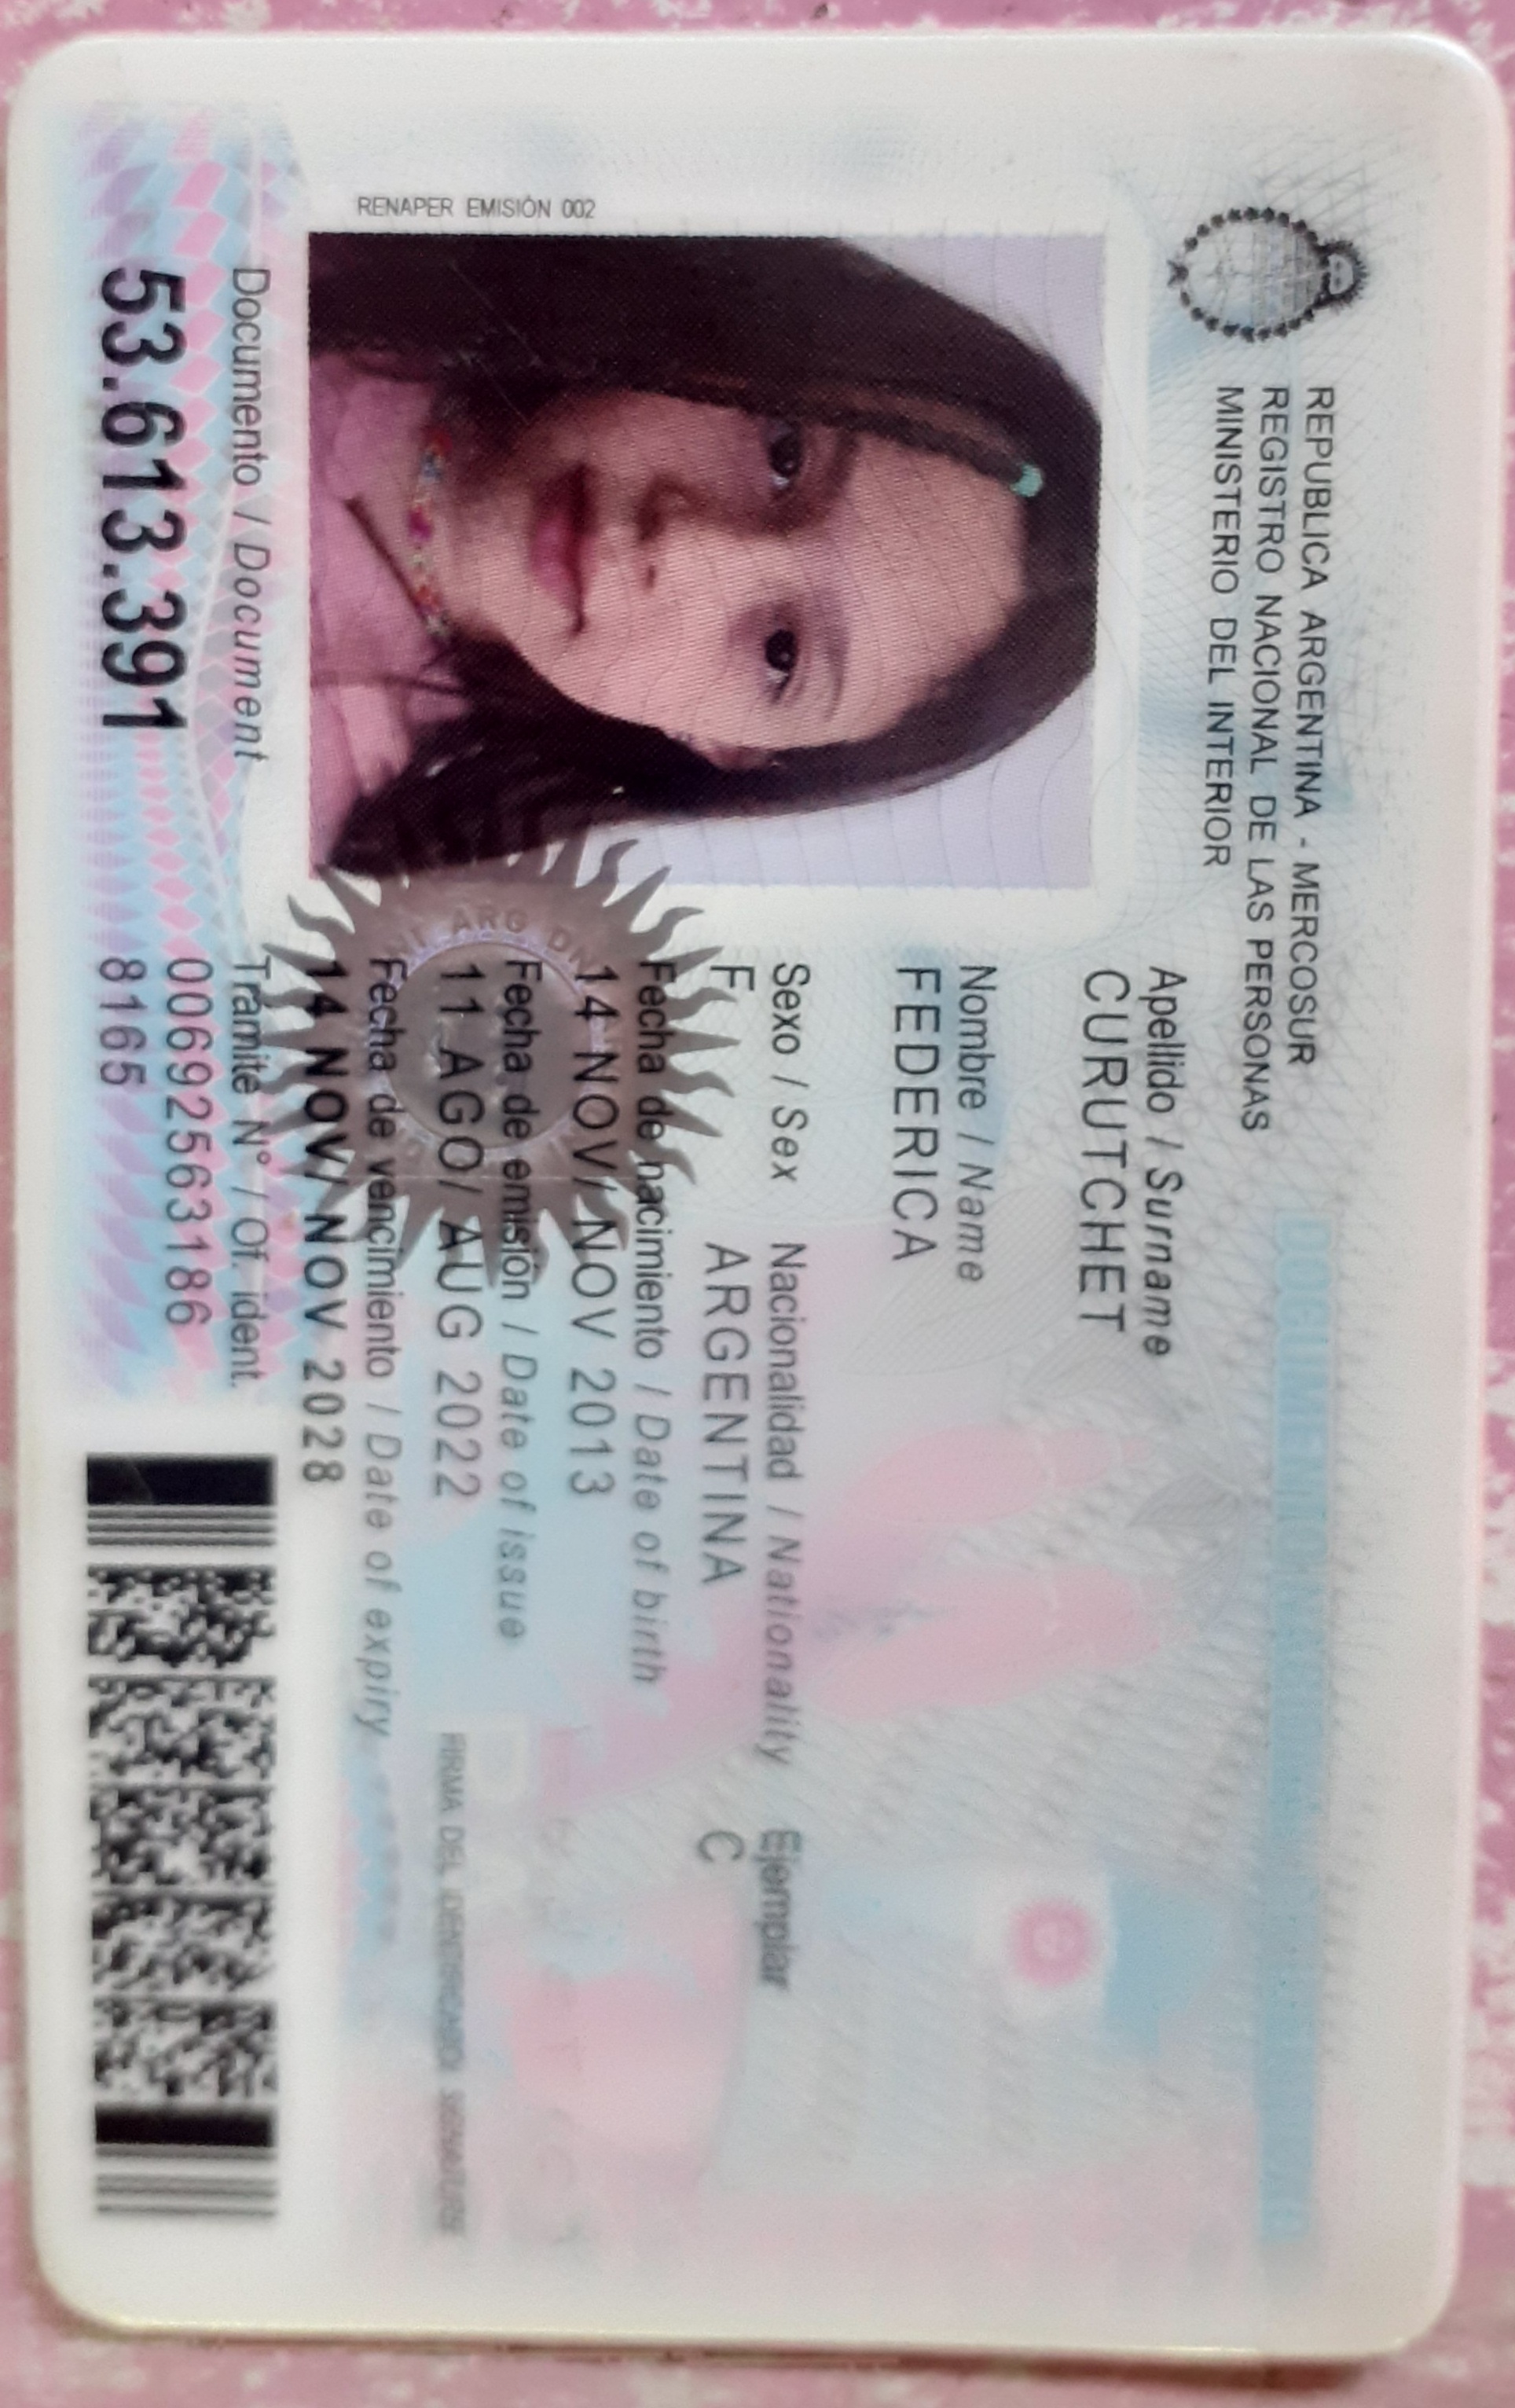 REPUBLICA ARGENTINA - MERCOSUR
REGISTRO NACIONAL DE LAS PERSONAS
MINISTERIO DEL INTERIOR
RENAPER EMISIÓN 002
Apellido / Surname
CURUTCHET
Nombre / Name
FEDERICA
Sexo / Sex Nacionalidad / Nationality Ejemplar
F ARGENTINA C
Fecha de nacimiento / Date of birth
14 NOV/ NOV 2013
Fecha de emisión / Date of issue
11 AGO/ AUG 2022
Fecha de vencimiento / Date of expiry
14 NOV/ NOV 2028
FIRMA DEL
Documento / Document
53.613.391
Trámite N° / Of. ident.
00692563186
8165